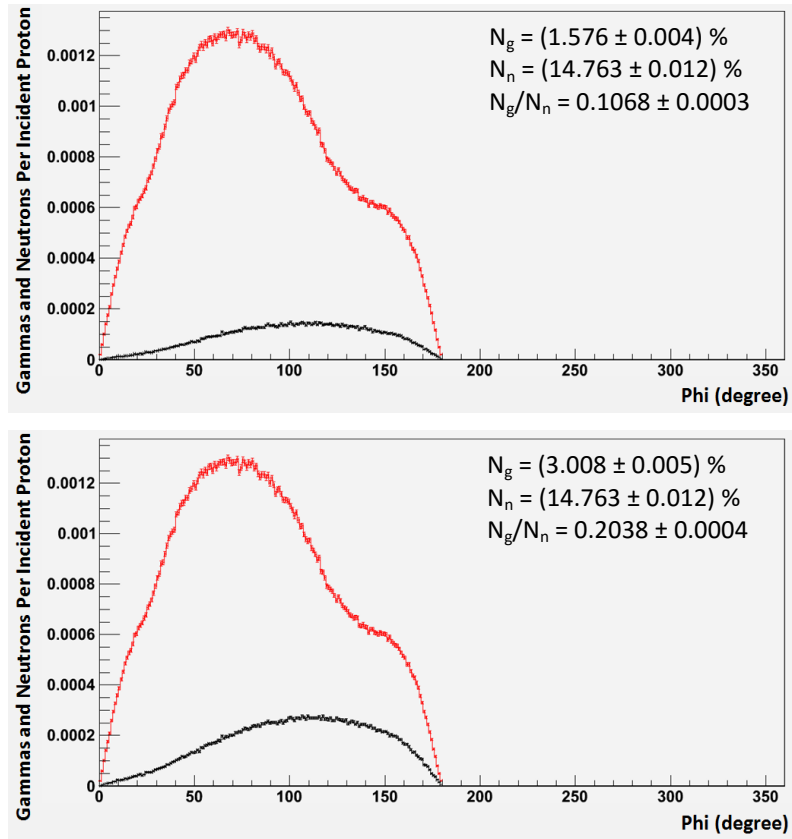 Gammas and Neutrons Per Incident Proton
0.0012
0.001
0.0008
0.0006
0.0004
0.0002
0
N_g = (1.576 ± 0.004) %
N_n = (14.763 ± 0.012) %
N_g/N_n = 0.1068 ± 0.0003
0 50 100 150 200 250 300 350
Phi (degree)
Gammas and Neutrons Per Incident Proton
0.0012
0.001
0.0008
0.0006
0.0004
0.0002
0
N_g = (3.008 ± 0.005) %
N_n = (14.763 ± 0.012) %
N_g/N_n = 0.2038 ± 0.0004
0 50 100 150 200 250 300 350
Phi (degree)